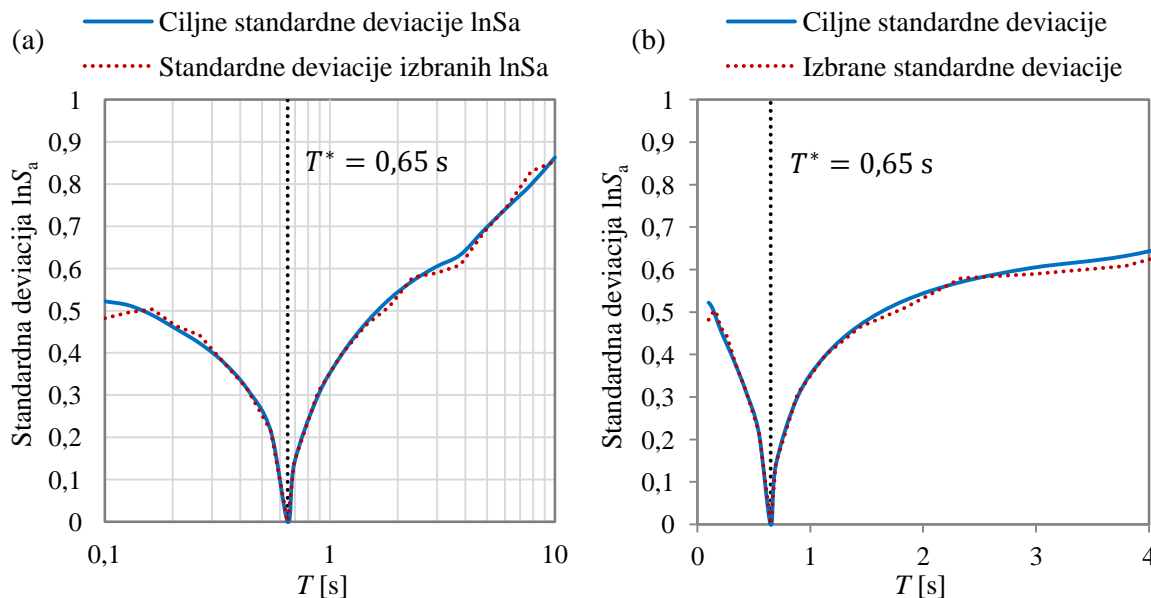 (a)
Ciljne standardne deviacije lnSa
Standardne deviacije izbranih lnSa
Standardna deviacija lnSa
1
0,9
0,8
0,7
0,6
0,5
0,4
0,3
0,2
0,1
0
T* = 0,65 s
0,1
1
10
T [s]
(b)
Ciljne standardne deviacije
Izbrane standardne deviacije
Standardna deviacija lnSa
1
0,9
0,8
0,7
0,6
0,5
0,4
0,3
0,2
0,1
0
T* = 0,65 s
0
1
2
3
4
T [s]